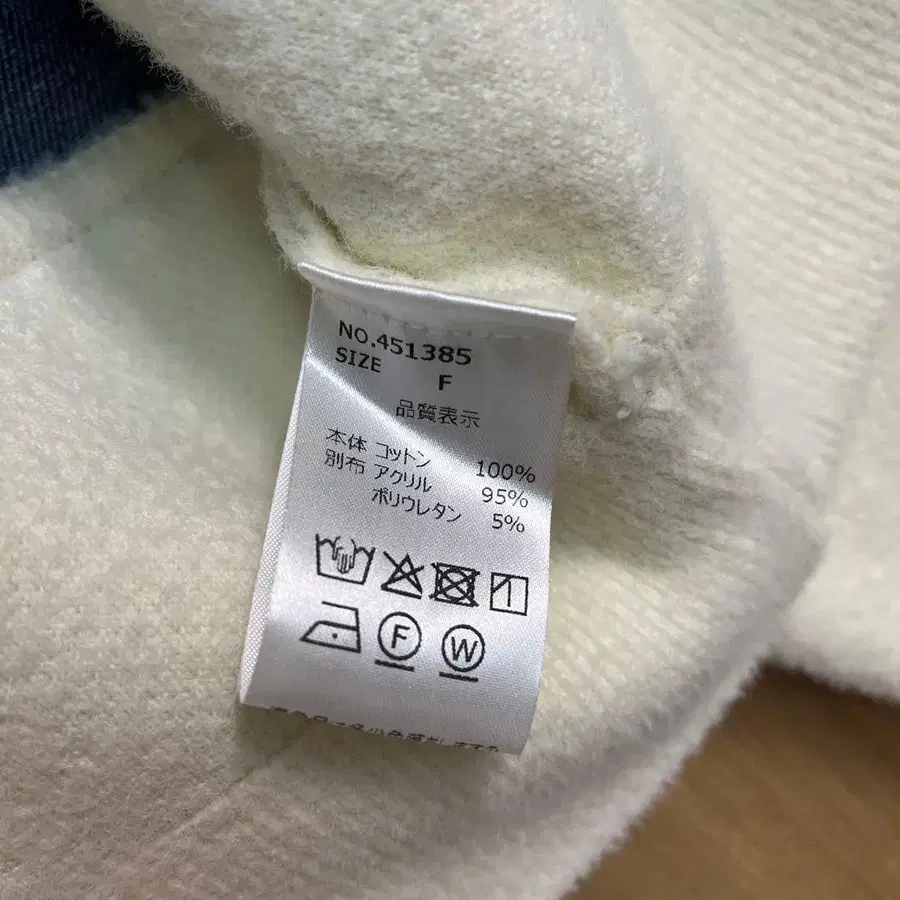 NO.451385
SIZE F
品質表示
本体 コットン 100%
別布 アクリル 95%
ポリウレタン 5%
F W